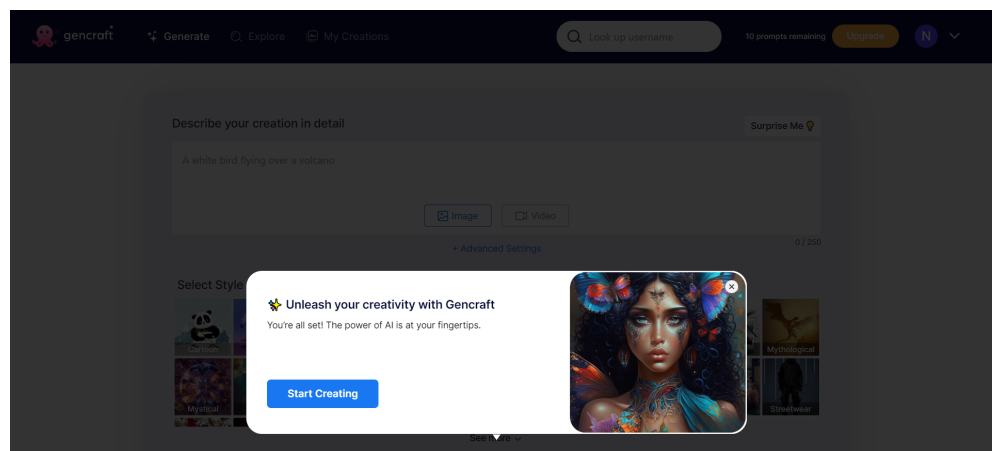 gencraft
Generate
Explore
My Creations
Look up username
10 prompts remaining
Upgrade
N
Describe your creation in detail
Surprise Me
A white bird flying over a volcano
Image
Video
+ Advanced Settings
0 / 250
Select Style
Cartoon
Mythological
Mystical
Streetwear
Unleash your creativity with Gencraft
You're all set! The power of AI is at your fingertips.
Start Creating
See more